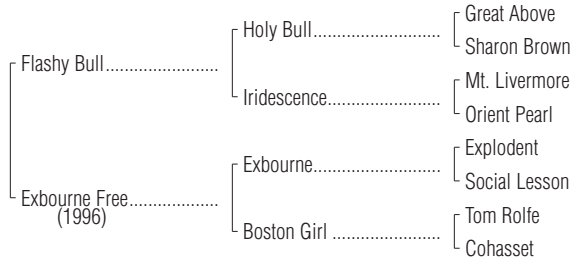 Great Above
Holy Bull
Sharon Brown
Flashy Bull
Mt. Livermore
Iridescence
Orient Pearl
Explodent
Exbourne
Social Lesson
Exbourne Free
(1996)
Tom Rolfe
Boston Girl
Cohasset